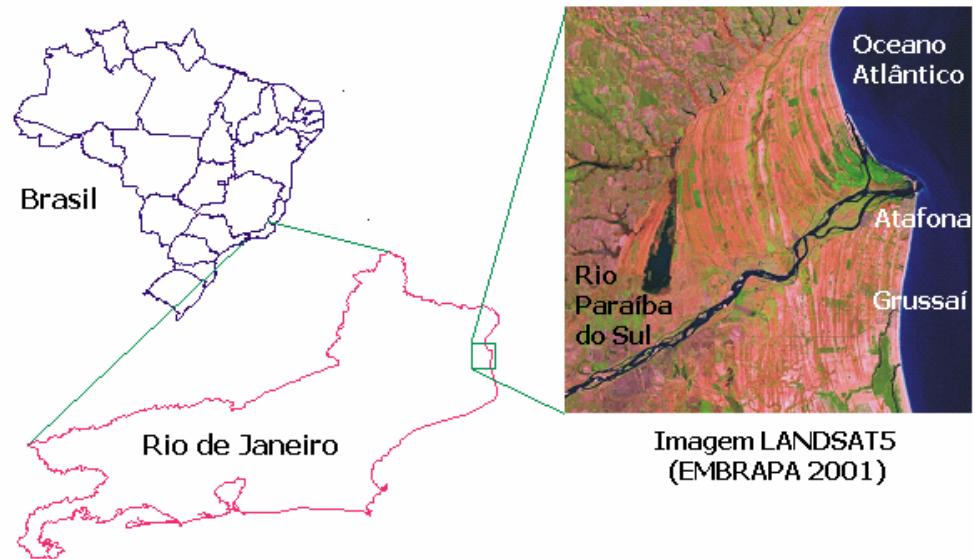 Brasil
Rio de Janeiro
Oceano
Atlântico
Atafona
Grussaí
Rio
Paraíba
do Sul
Imagem LANDSAT5
(EMBRAPA 2001)